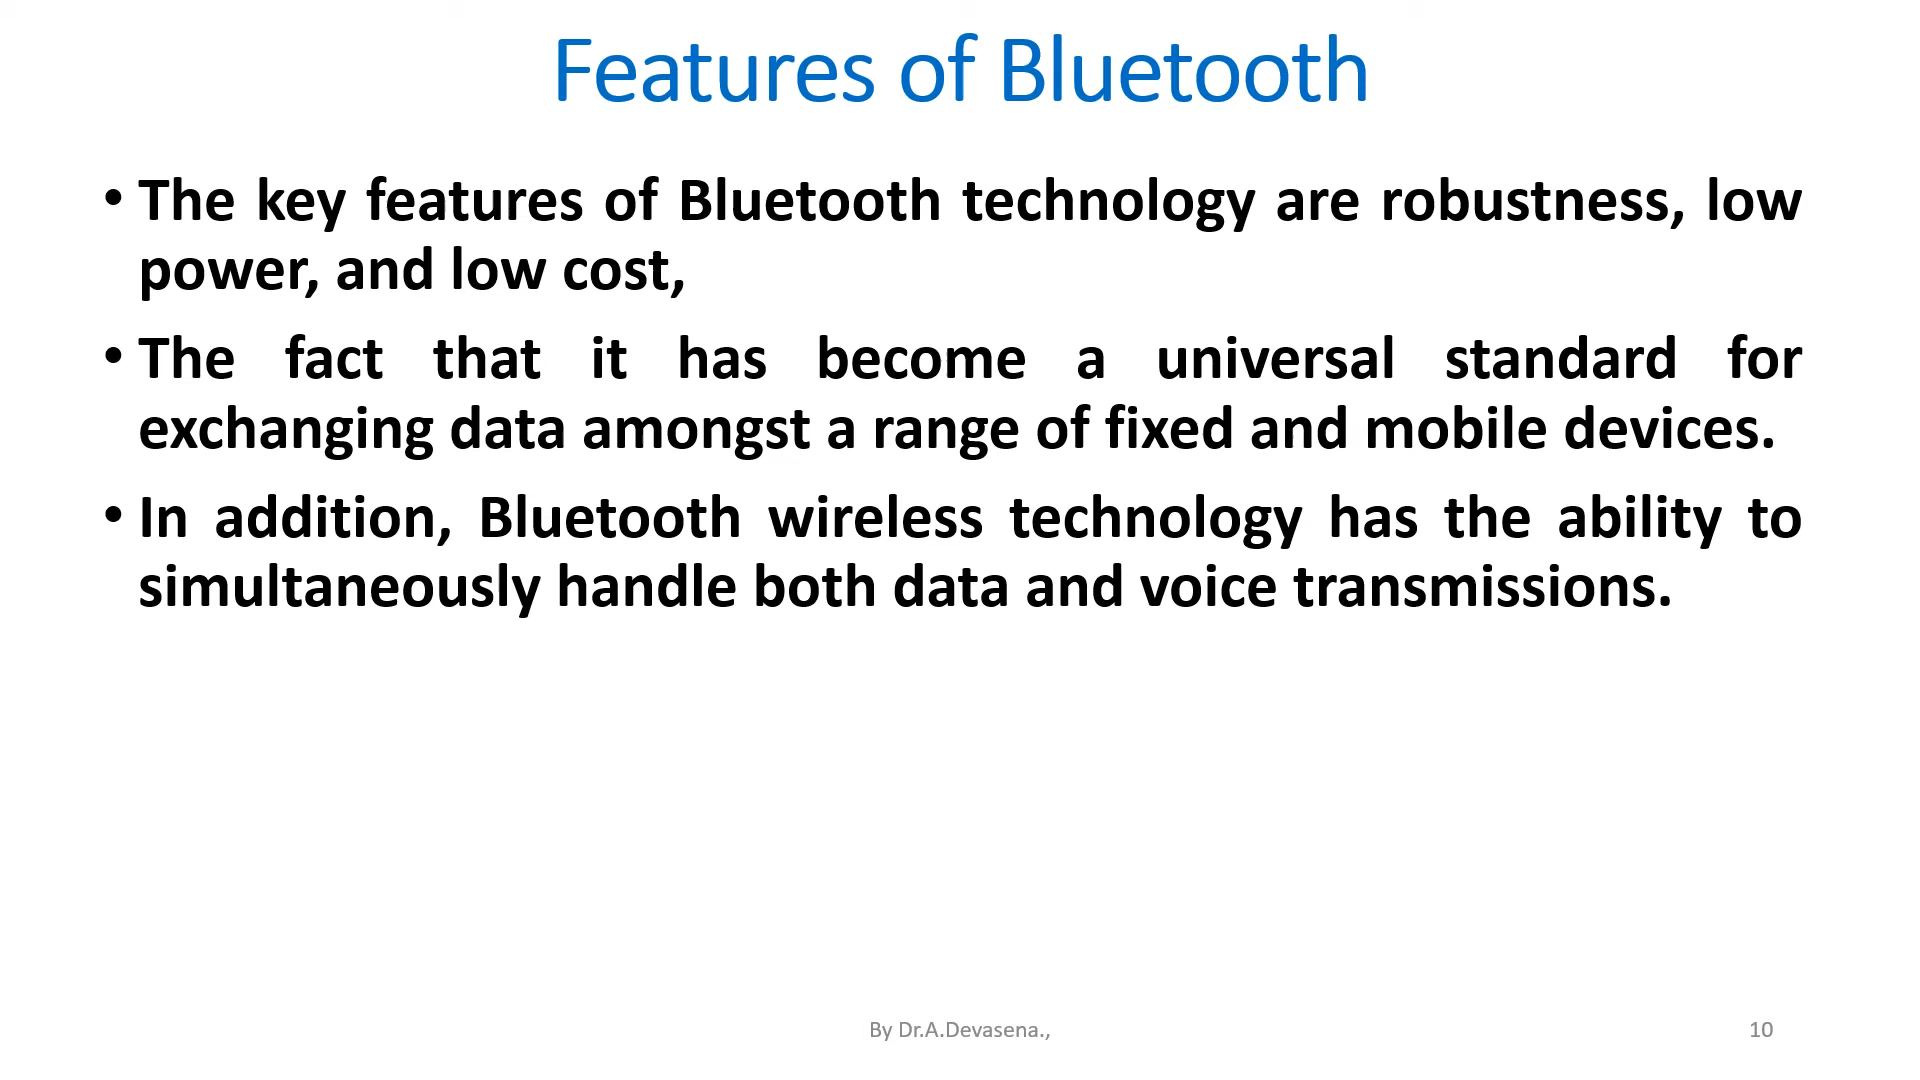 Features of Bluetooth
• The key features of Bluetooth technology are robustness, low
power, and low cost,
• The fact that it has become a universal standard for
exchanging data amongst a range of fixed and mobile devices.
• In addition, Bluetooth wireless technology has the ability to
simultaneously handle both data and voice transmissions.
By Dr.A.Devasena.,
10